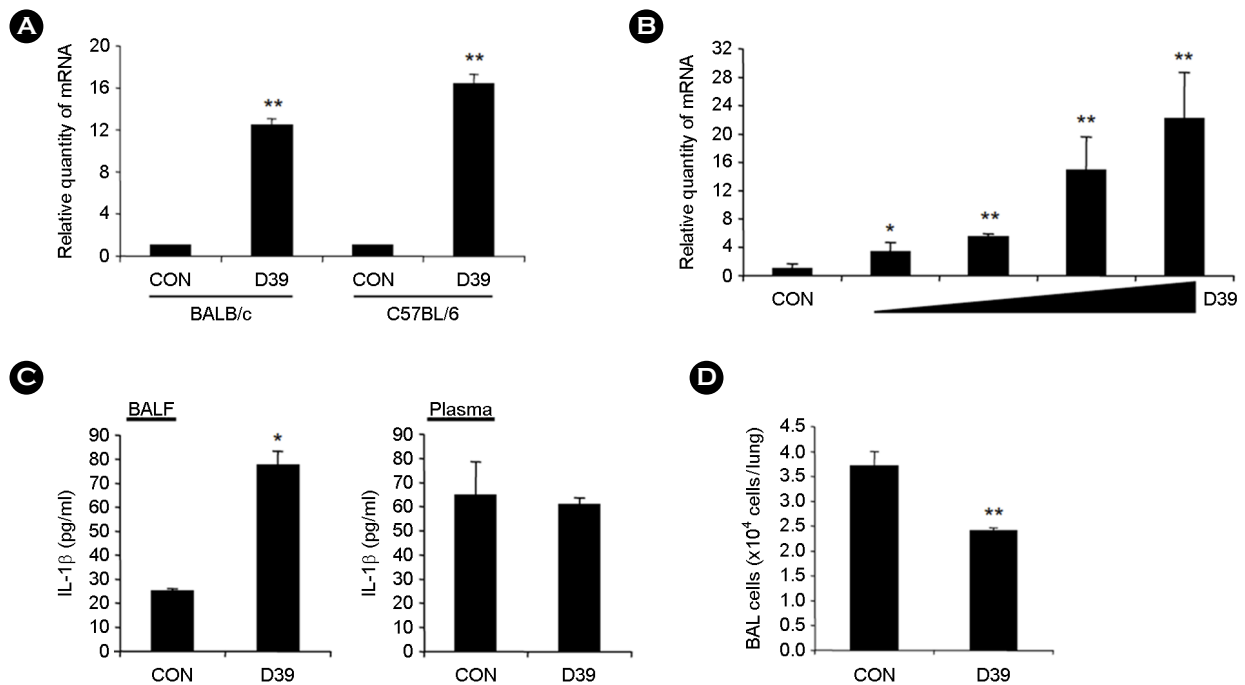 A
Relative quantity of mRNA
20
16
12
8
4
0
**
**
CON
D39
CON
D39
BALB/c
C57BL/6
B
Relative quantity of mRNA
32
28
24
20
16
12
8
4
0
*
**
**
**
CON
D39
C
BALF
IL-1β (pg/ml)
90
80
70
60
50
40
30
20
10
0
*
CON
D39
Plasma
IL-1β (pg/ml)
90
80
70
60
50
40
30
20
10
0
CON
D39
D
BAL cells (x10⁴ cells/lung)
4.5
4.0
3.5
3.0
2.5
2.0
1.5
1.0
0.5
0.0
**
CON
D39